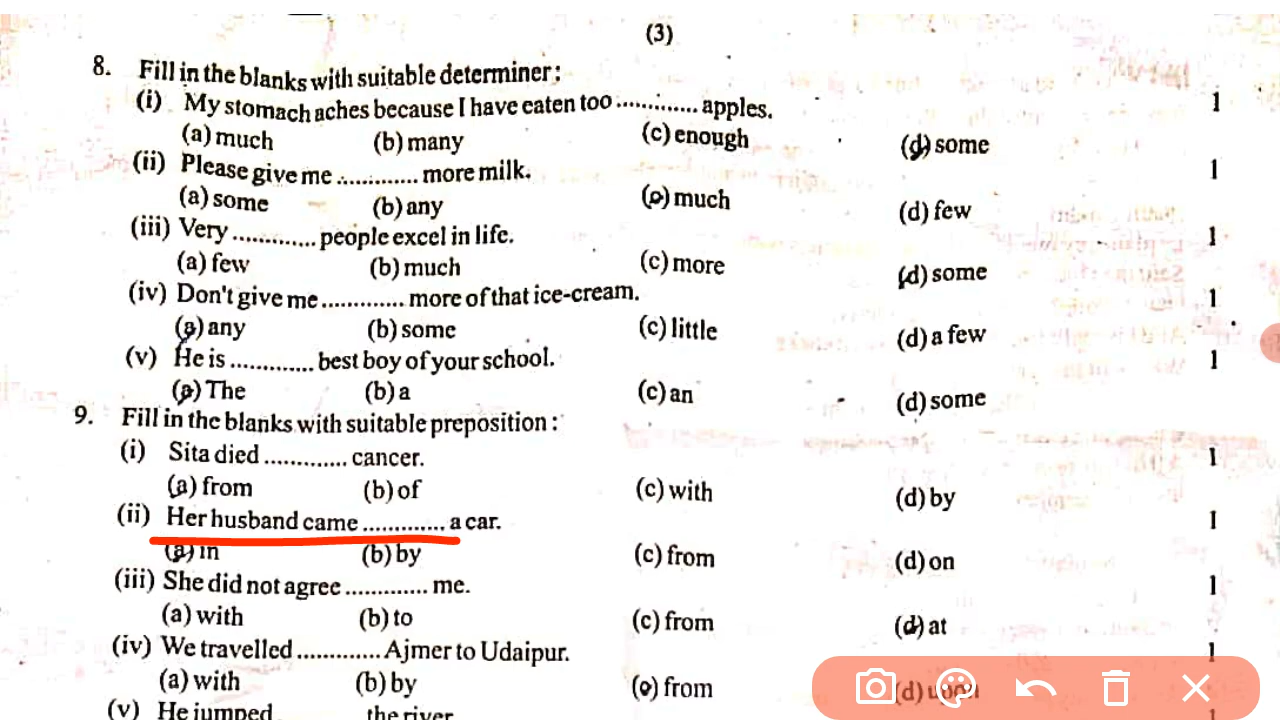 (3)
8. Fill in the blanks with suitable determiner :
(i) My stomach aches because I have eaten too ............. apples. 1
(a) much (b) many (c) enough (d) some
(ii) Please give me ............. more milk. 1
(a) some (b) any (c) much (d) few
(iii) Very ............. people excel in life. 1
(a) few (b) much (c) more (d) some
(iv) Don't give me ............. more of that ice-cream. 1
(a) any (b) some (c) little (d) a few
(v) He is ............. best boy of your school. 1
(a) The (b) a (c) an (d) some
9. Fill in the blanks with suitable preposition :
(i) Sita died ............. cancer. 1
(a) from (b) of (c) with (d) by
(ii) Her husband came ............. a car. 1
(a) in (b) by (c) from (d) on
(iii) She did not agree ............. me. 1
(a) with (b) to (c) from (d) at
(iv) We travelled ............. Ajmer to Udaipur. 1
(a) with (b) by (c) from (d) upon
(v) He jumped the river 1